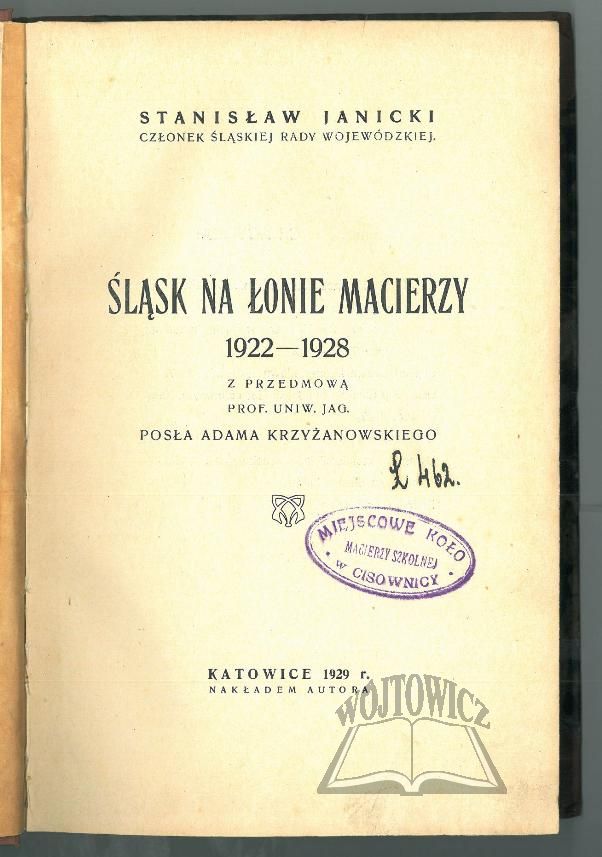 STANISŁAW JANICKI
CZŁONEK ŚLĄSKIEJ RADY WOJEWÓDZKIEJ.
ŚLĄSK NA ŁONIE MACIERZY
1922—1928
Z PRZEDMOWĄ
PROF. UNIW. JAG.
POSŁA ADAMA KRZYŻANOWSKIEGO
Ł 462.
MIEJSCOWE KOŁO
MACIERZY SZKOLNEJ
W CISOWNICY
KATOWICE 1929 r.
NAKŁADEM AUTORA
WÓJTOWICZ